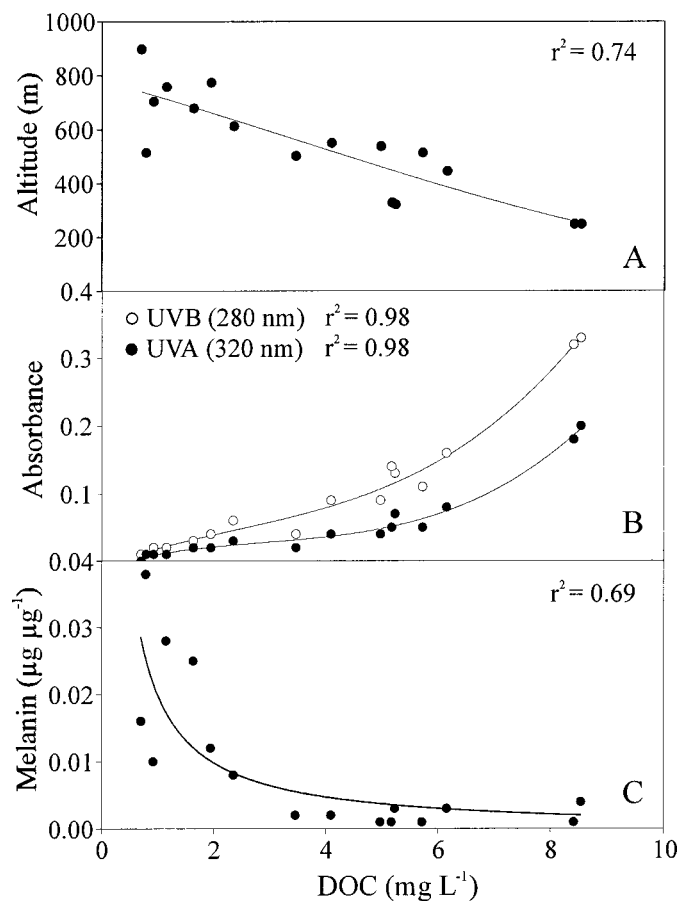 1000
r² = 0.74
800
600
400
200
Altitude (m)
A
0.4
UVB (280 nm) r² = 0.98
UVA (320 nm) r² = 0.98
0.3
0.2
0.1
Absorbance
B
0.04
r² = 0.69
0.03
0.02
0.01
0.00
Melanin (µg µg⁻¹)
C
0 2 4 6 8 10
DOC (mg L⁻¹)